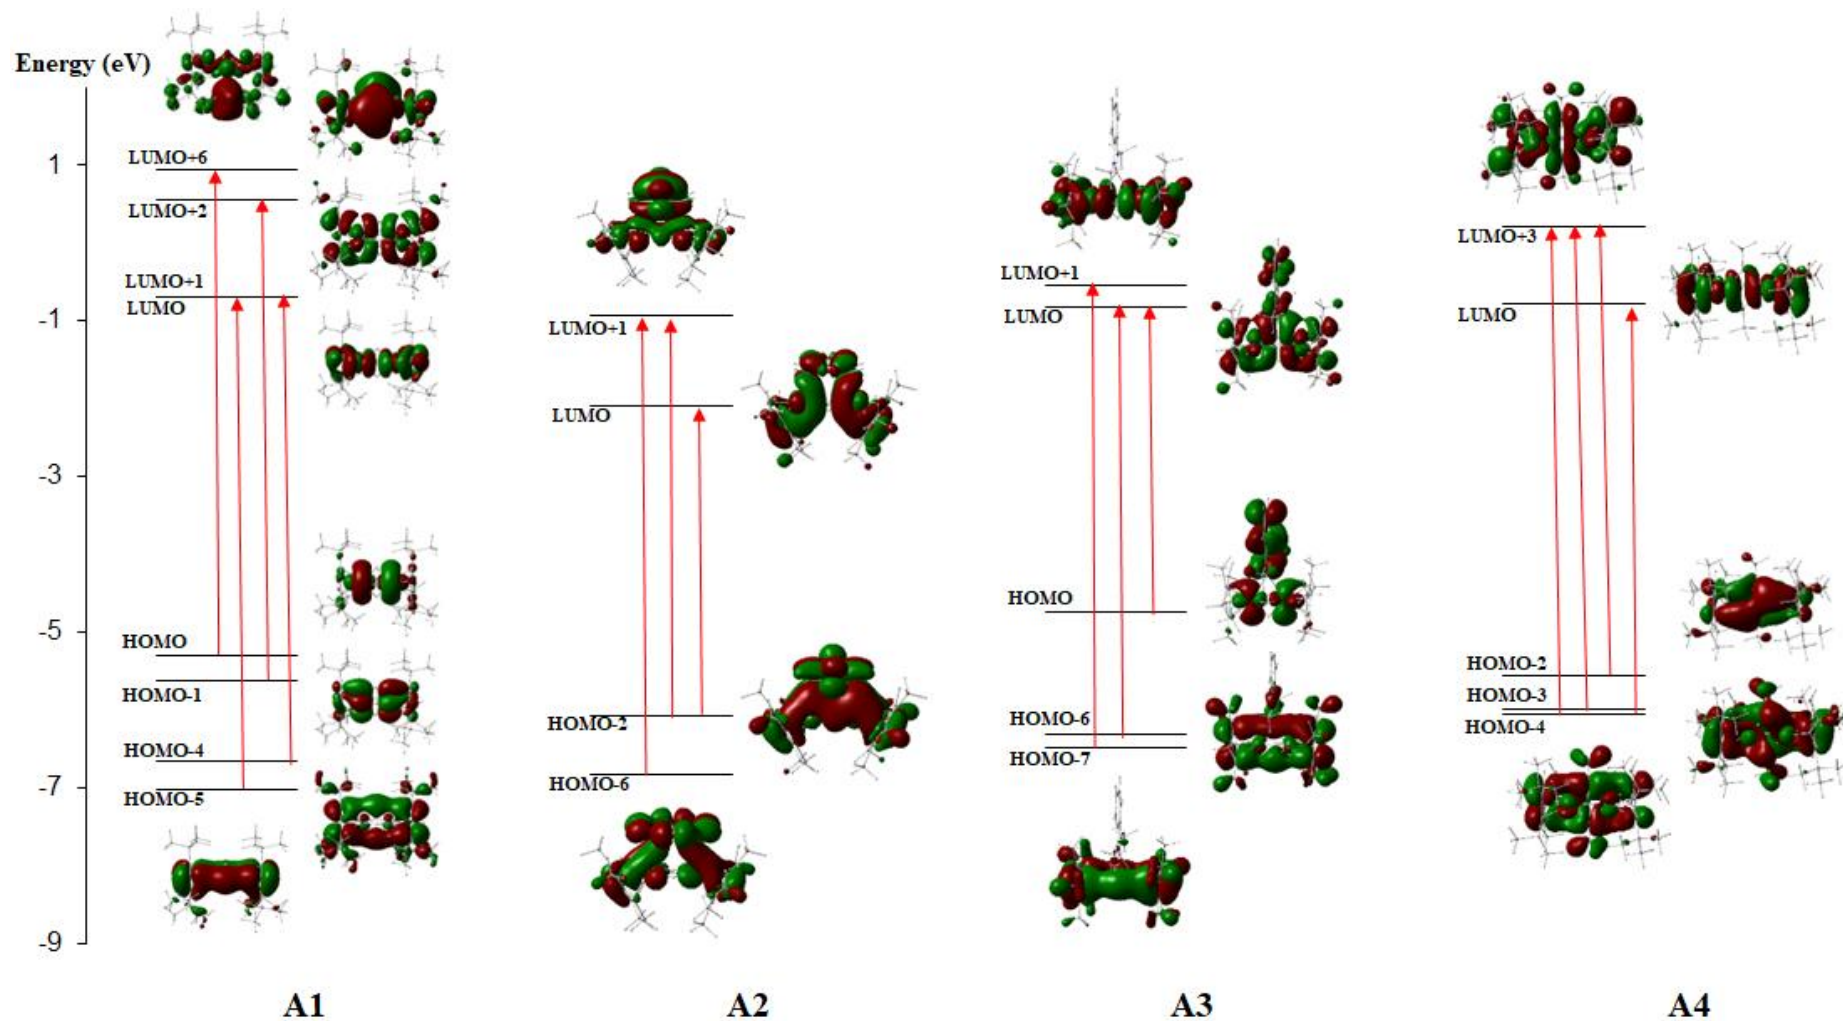 Energy (eV)
1
-1
-3
-5
-7
-9
LUMO+6
LUMO+2
LUMO+1
LUMO
HOMO
HOMO-1
HOMO-4
HOMO-5
A1
LUMO+1
LUMO
HOMO-2
HOMO-6
A2
LUMO+1
LUMO
HOMO
HOMO-6
HOMO-7
A3
LUMO+3
LUMO
HOMO-2
HOMO-3
HOMO-4
A4